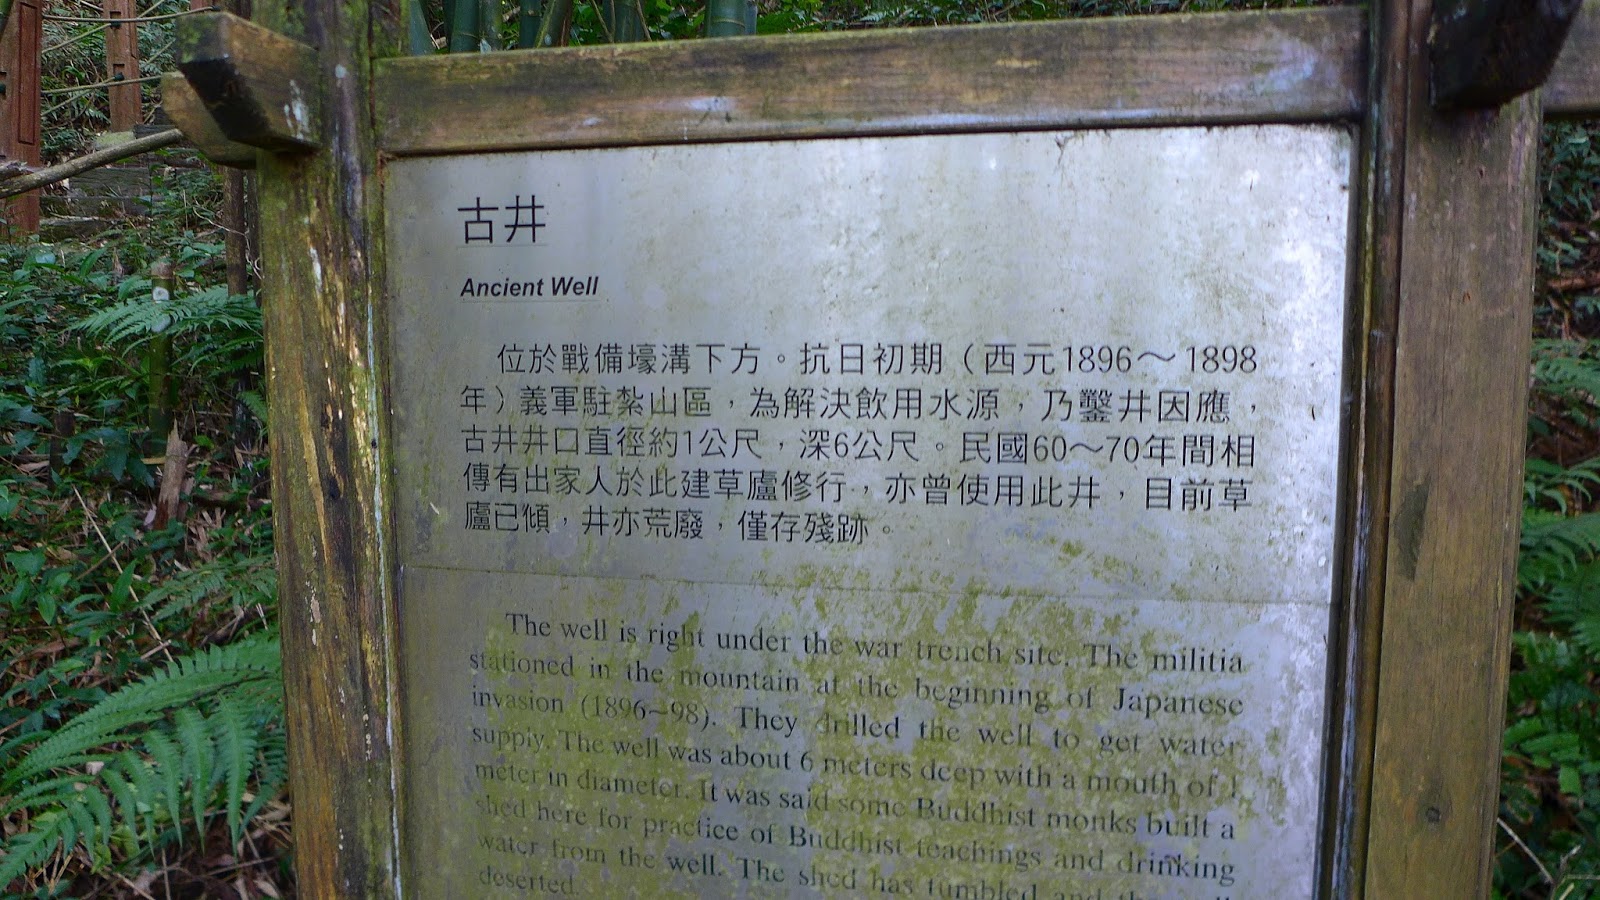 古井
Ancient Well
位於戰備壕溝下方。抗日初期（西元1896～1898
年）義軍駐紮山區，為解決飲用水源，乃鑿井因應，
古井井口直徑約1公尺，深6公尺。民國60～70年間相
傳有出家人於此建草廬修行，亦曾使用此井，目前草
廬已傾，井亦荒廢，僅存殘跡。
The well is right under the war trench site. The militia
stationed in the mountain at the beginning of Japanese
invasion (1896~98). They drilled the well to get water
supply. The well was about 6 meters deep with a mouth of 1
meter in diameter. It was said some Buddhist monks built a
shed here for practice of Buddhist teachings and drinking
water from the well. The shed has tumbled and
deserted.